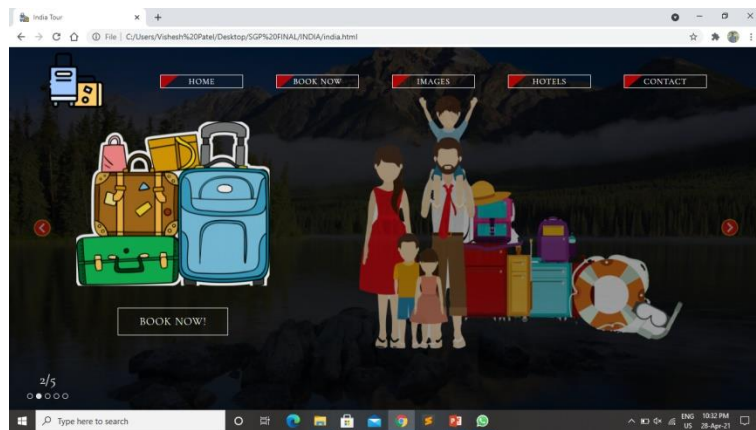 India Tour
File
C:/Users/Vishesh%20Patel/Desktop/SGP%20FINAL/INDIA/india.html
HOME
BOOK NOW
IMAGES
HOTELS
CONTACT
BOOK NOW!
2/5
Type here to search
ENG
US
10:32 PM
28-Apr-21